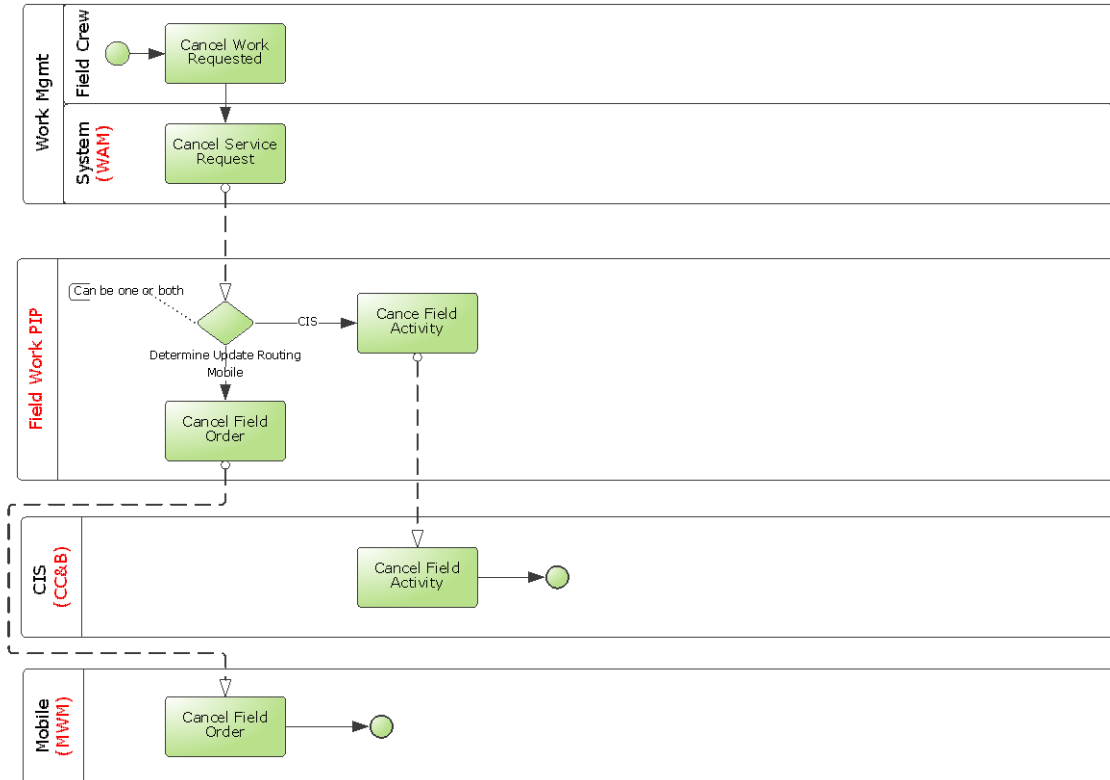 Work Mgmt
Field Crew
Cancel Work
Requested
System
(WAM)
Cancel Service
Request
Field Work PIP
Can be one or both
CIS
Cance Field
Activity
Determine Update Routing
Mobile
Cancel Field
Order
CIS
(CC&B)
Cancel Field
Activity
Mobile
(MWM)
Cancel Field
Order